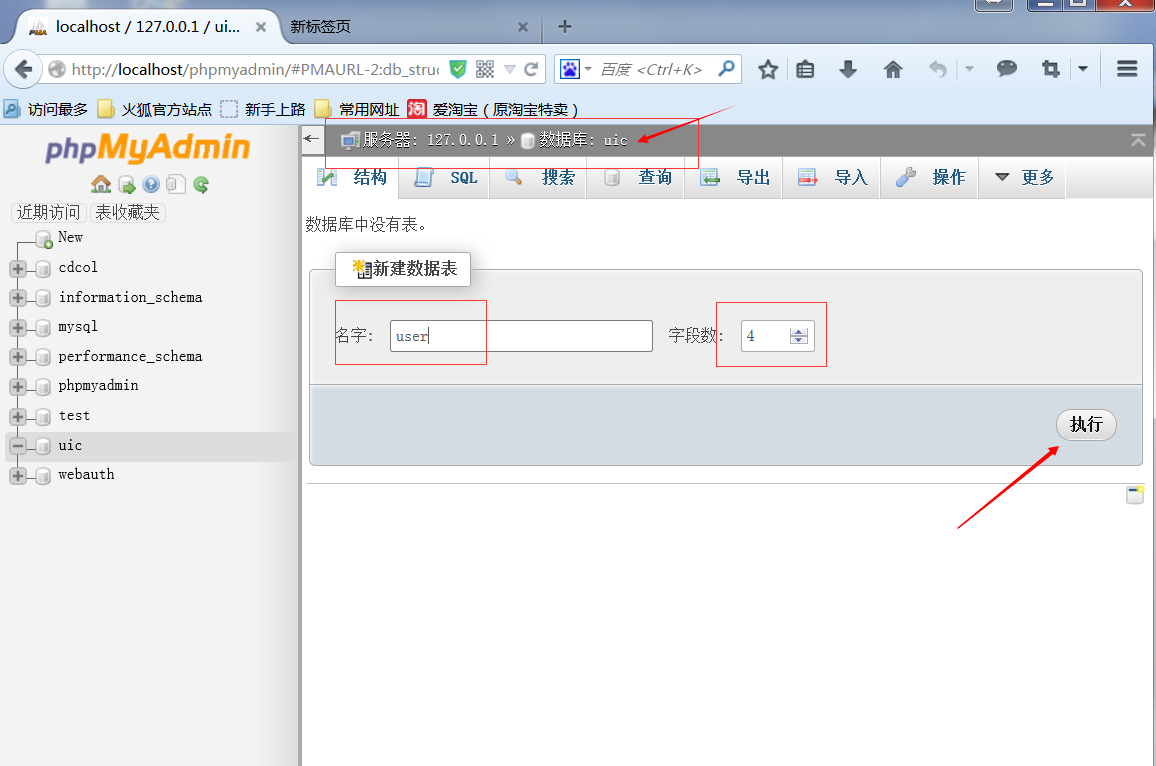 localhost / 127.0.0.1 / ui...
新标签页
http://localhost/phpmyadmin/#PMAURL-2:db_struc
百度 <Ctrl+K>
访问最多 火狐官方站点 新手上路 常用网址 淘 爱淘宝（原淘宝特卖）
phpMyAdmin
近期访问 表收藏夹
New
cdcol
information_schema
mysql
performance_schema
phpmyadmin
test
uic
webauth
服务器: 127.0.0.1 » 数据库: uic
结构 SQL 搜索 查询 导出 导入 操作 更多
数据库中没有表。
新建数据表
名字: user 字段数: 4
执行